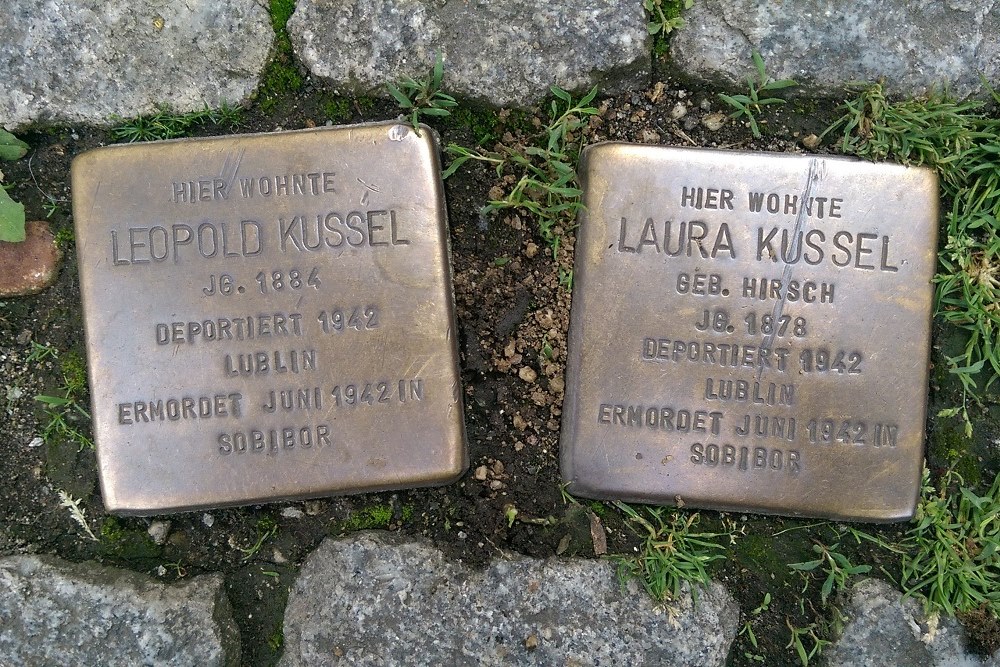 HIER WOHNTE
LEOPOLD KUSSEL
JG. 1884
DEPORTIERT 1942
LUBLIN
ERMORDET JUNI 1942 IN
SOBIBOR
HIER WOHNTE
LAURA KUSSEL
GEB. HIRSCH
JG. 1878
DEPORTIERT 1942
LUBLIN
ERMORDET JUNI 1942 IN
SOBIBOR